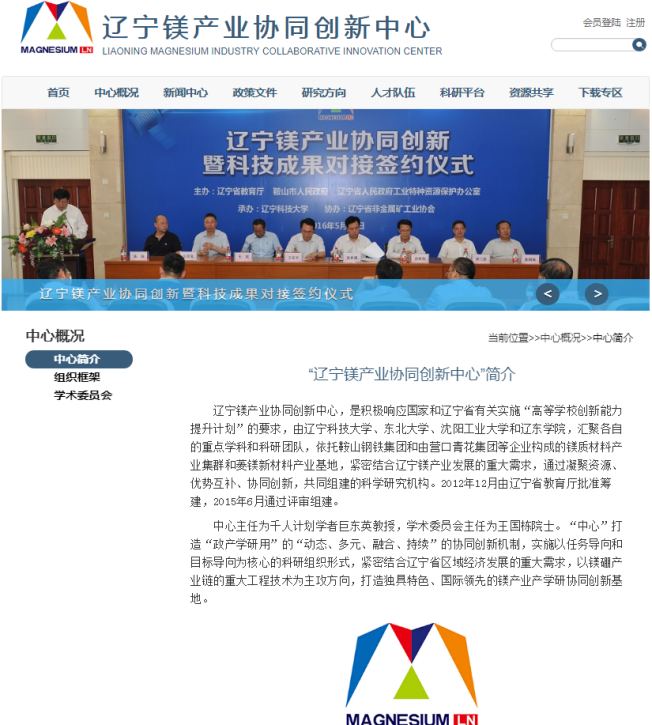 MAGNESIUM LN
辽宁镁产业协同创新中心
LIAONING MAGNESIUM INDUSTRY COLLABORATIVE INNOVATION CENTER
会员登陆 注册
首页 中心概况 新闻中心 政策文件 研究方向 人才队伍 科研平台 资源共享 下载专区
辽宁镁产业协同创新
暨科技成果对接签约仪式
主办：辽宁省教育厅 鞍山市人民政府 辽宁省人民政府工业特种资源保护办公室
承办：辽宁科技大学 协办：辽宁省非金属矿工业协会
辽宁镁产业协同创新暨科技成果对接签约仪式
中心概况
当前位置>>中心概况>>中心简介
中心简介
组织框架
学术委员会
“辽宁镁产业协同创新中心”简介
辽宁镁产业协同创新中心，是积极响应国家和辽宁省有关实施“高等学校创新能力
提升计划”的要求，由辽宁科技大学、东北大学、沈阳工业大学和辽东学院，汇聚各自
的重点学科和科研团队，依托鞍山钢铁集团和由营口青花集团等企业构成的镁质材料产
业集群和菱镁新材料产业基地，紧密结合辽宁镁产业发展的重大需求，通过凝聚资源、
优势互补、协同创新，共同组建的科学研究机构。2012年12月由辽宁省教育厅批准筹
建，2015年6月通过评审组建。
中心主任为千人计划学者巨东英教授，学术委员会主任为王国栋院士。“中心”打
造“政产学研用”的“动态、多元、融合、持续”的协同创新机制，实施以任务导向和
目标导向为核心的科研组织形式，紧密结合辽宁省区域经济发展的重大需求，以镁硼产
业链的重大工程技术为主攻方向，打造独具特色、国际领先的镁产业产学研协同创新基
地。
MAGNESIUM LN